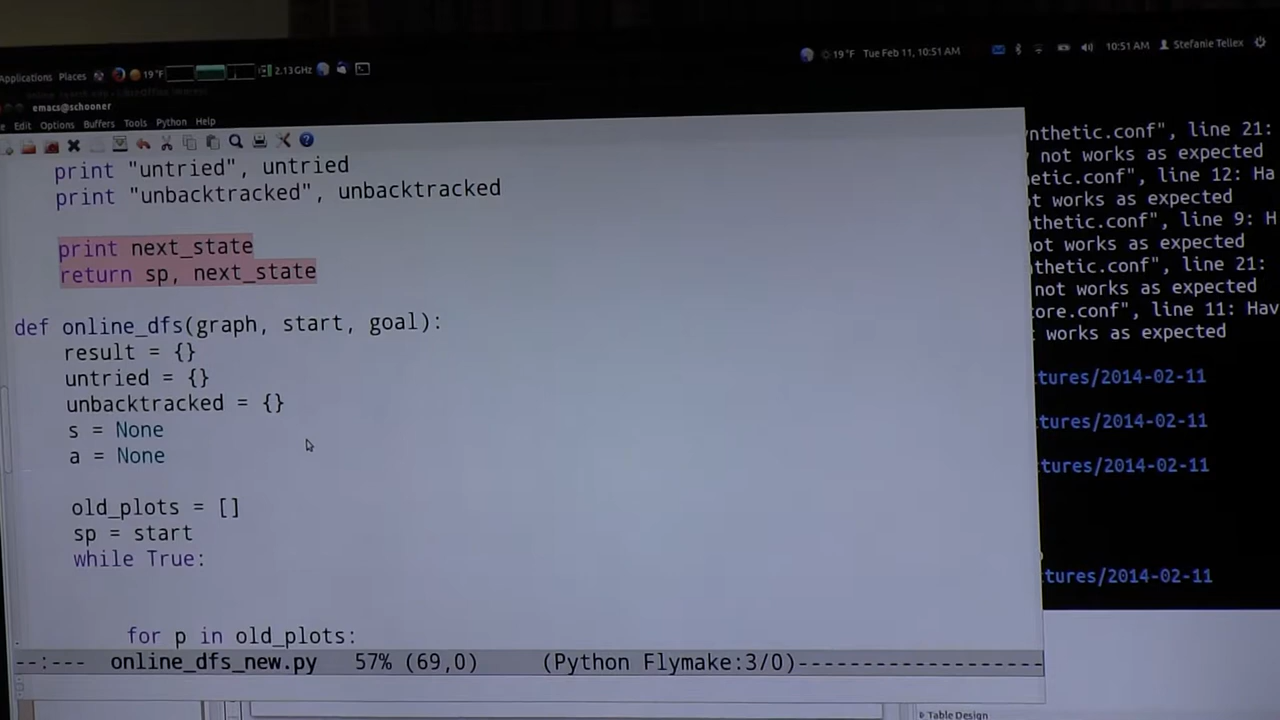 Applications Places 19°F 2.13GHz 19°F Tue Feb 11, 10:51 AM 10:51 AM Stefanie Tellex
emacs@schooner
Edit Options Buffers Tools Python Help
print "untried", untried
print "unbacktracked", unbacktracked
print next_state
return sp, next_state
def online_dfs(graph, start, goal):
result = {}
untried = {}
unbacktracked = {}
s = None
a = None
old_plots = []
sp = start
while True:
for p in old_plots:
--:--- online_dfs_new.py 57% (69,0) (Python Flymake:3/0)--------------------
ynthetic.conf", line 21:
not works as expected
etic.conf", line 12: Ha
ot works as expected
nthetic.conf", line 9: H
not works as expected
thetic.conf", line 21:
not works as expected
core.conf", line 11: Hav
works as expected
tures/2014-02-11
tures/2014-02-11
tures/2014-02-11
tures/2014-02-11
Table Design